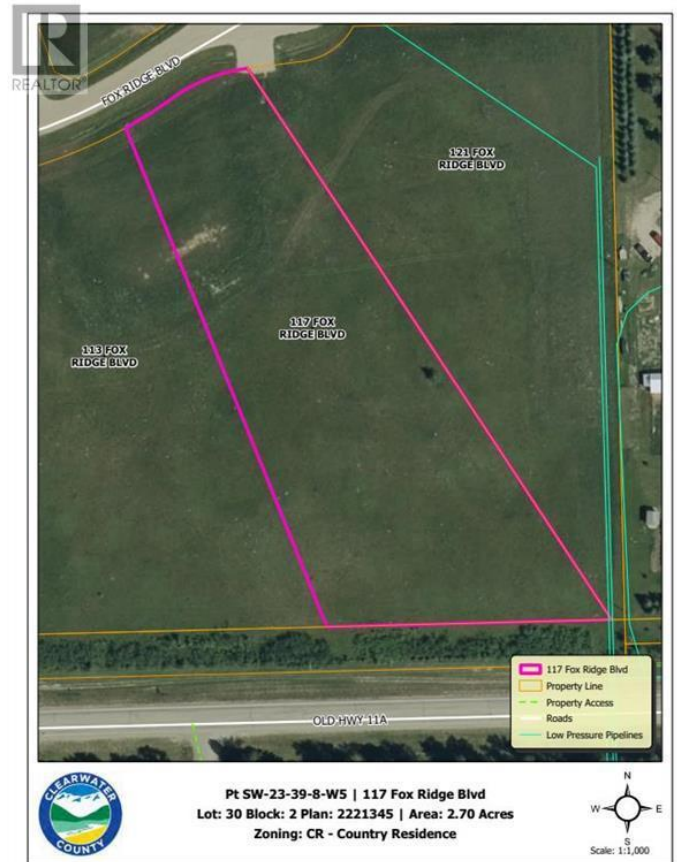 R
REALTOR®
FOX RIDGE BLVD
121 FOX
RIDGE BLVD
117 FOX
RIDGE BLVD
113 FOX
RIDGE BLVD
117 Fox Ridge Blvd
Property Line
Property Access
Roads
Low Pressure Pipelines
OLD HWY 11A
CLEARWATER
COUNTY
Pt SW-23-39-8-W5 | 117 Fox Ridge Blvd
Lot: 30 Block: 2 Plan: 2221345 | Area: 2.70 Acres
Zoning: CR - Country Residence
N
W
E
S
Scale: 1:1,000